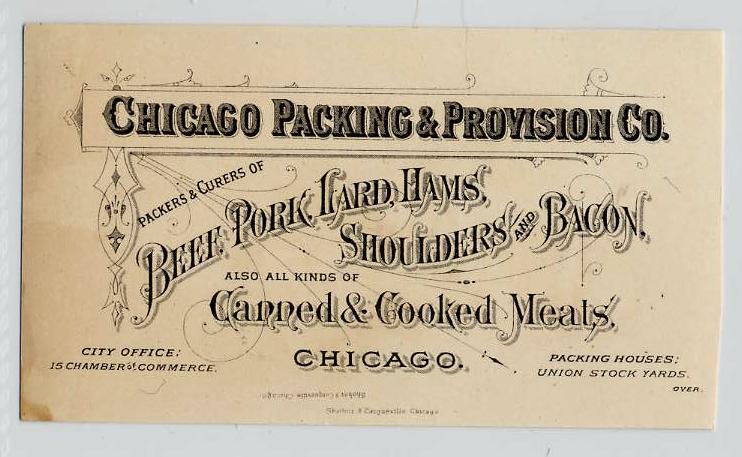 CHICAGO PACKING & PROVISION CO.
PACKERS & CURERS OF
BEEF, PORK, LARD, HAMS,
SHOULDERS AND BACON.
ALSO ALL KINDS OF
Canned & Cooked Meats,
CHICAGO.
CITY OFFICE:
15 CHAMBER of COMMERCE.
PACKING HOUSES:
UNION STOCK YARDS.
OVER.
Chicago